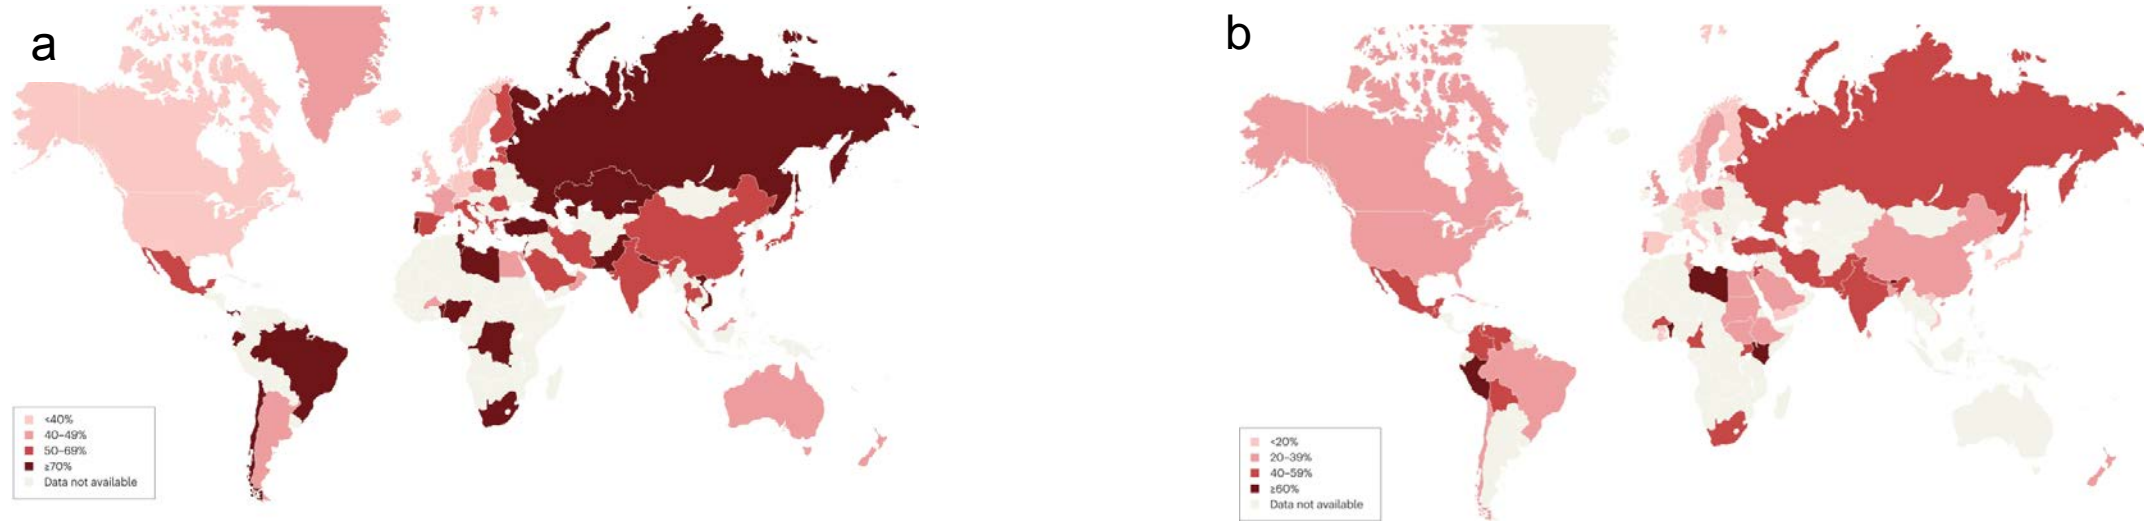 a
<40%
40–49%
50–69%
≥70%
Data not available
b
<20%
20–39%
40–59%
≥60%
Data not available